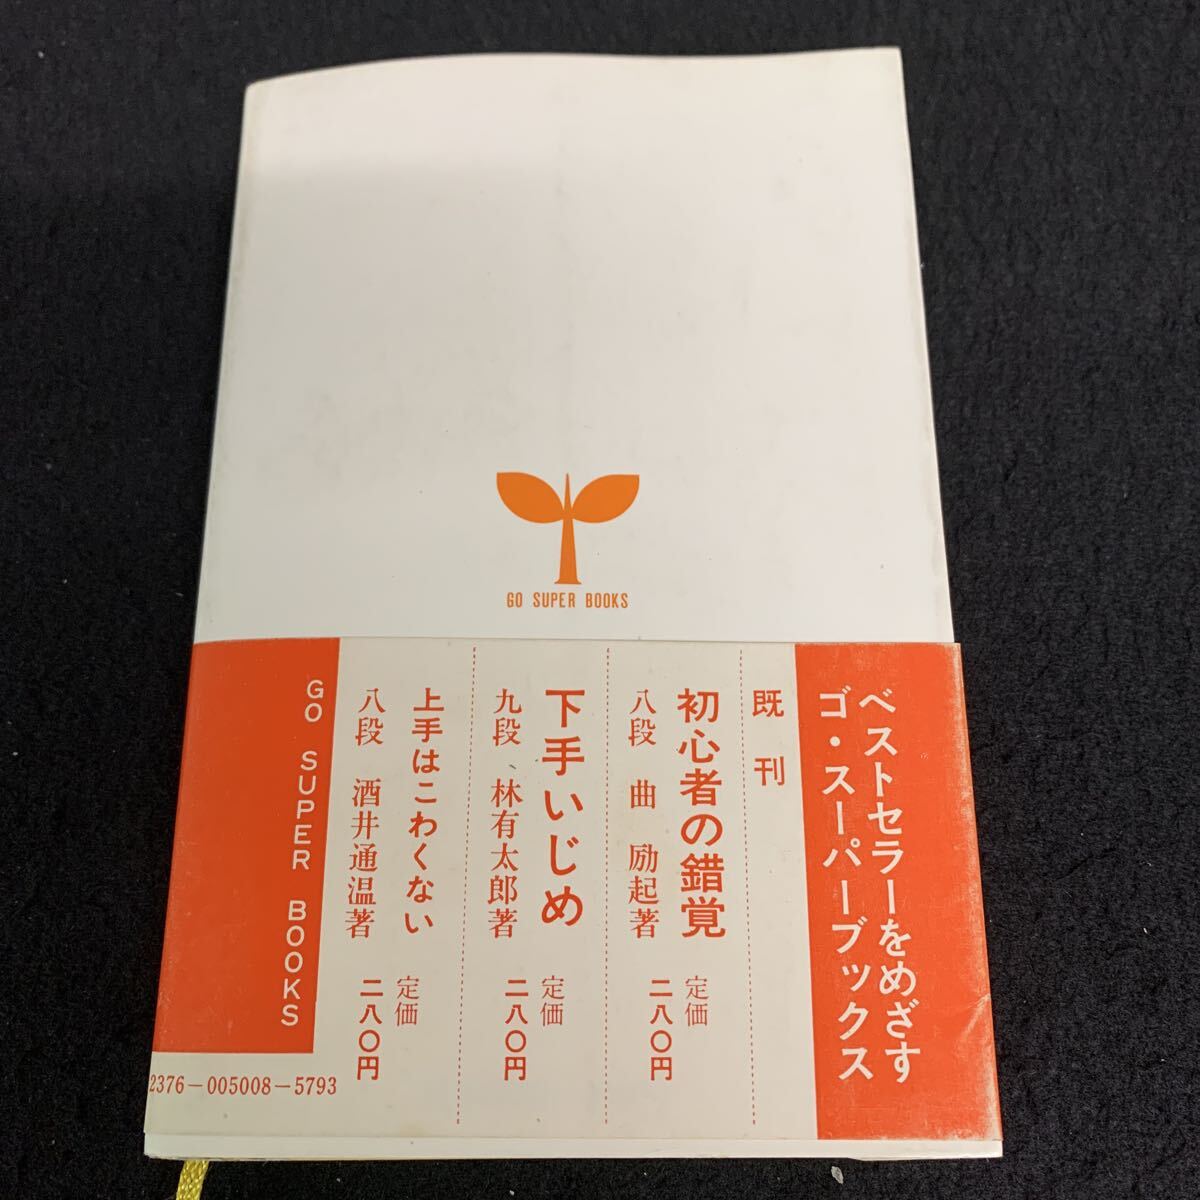 GO SUPER BOOKS
ベストセラーをめざす
ゴ・スーパーブックス
既刊
初心者の錯覚
八段 曲 励起著
定価
二八〇円
下手いじめ
九段 林有太郎著
定価
二八〇円
上手はこわくない
八段 酒井通温著
定価
二八〇円
GO SUPER BOOKS
2376-005008-5793